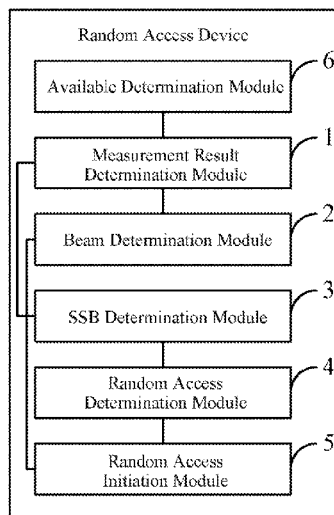 Random Access Device
6
Available Determination Module
1
Measurement Result
Determination Module
2
Beam Determination Module
3
SSB Determination Module
4
Random Access
Determination Module
5
Random Access
Initiation Module